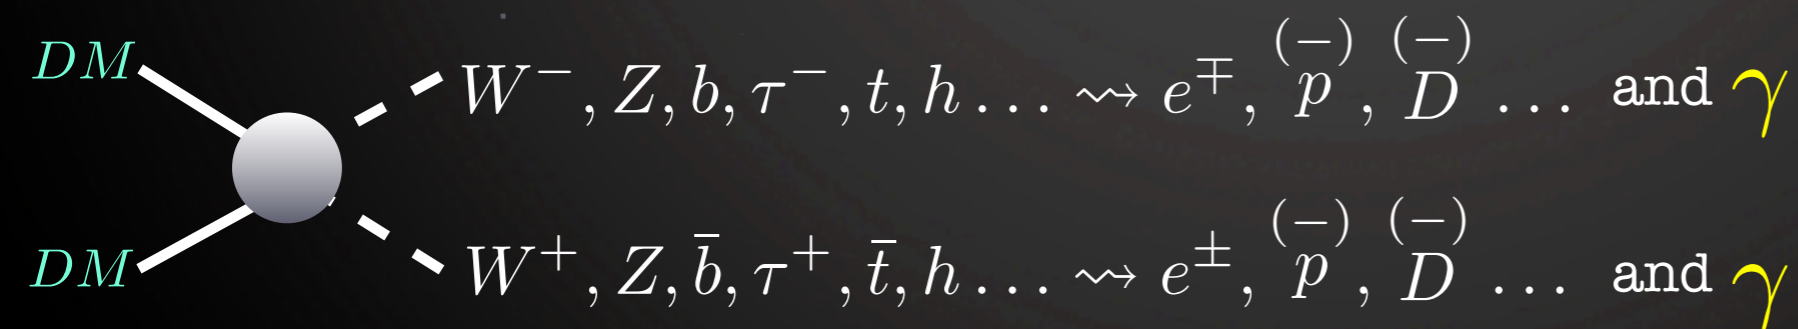 DM W⁻, Z, b, τ⁻, t, h ... ⇝ e^∓, p^(−), D^(−) ... and γ
DM W⁺, Z, b̄, τ⁺, t̄, h ... ⇝ e^±, p^(−), D^(−) ... and γ